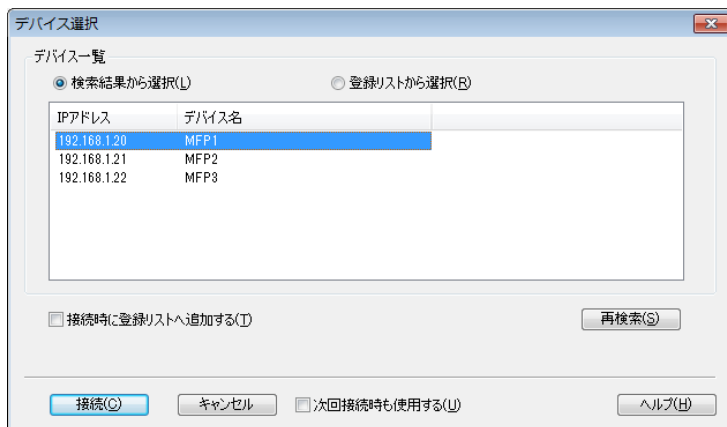 デバイス選択
デバイス一覧
検索結果から選択(L) 登録リストから選択(R)
IPアドレス デバイス名
192.168.1.20 MFP1
192.168.1.21 MFP2
192.168.1.22 MFP3
接続時に登録リストへ追加する(T) 再検索(S)
接続(C) キャンセル 次回接続時も使用する(U) ヘルプ(H)